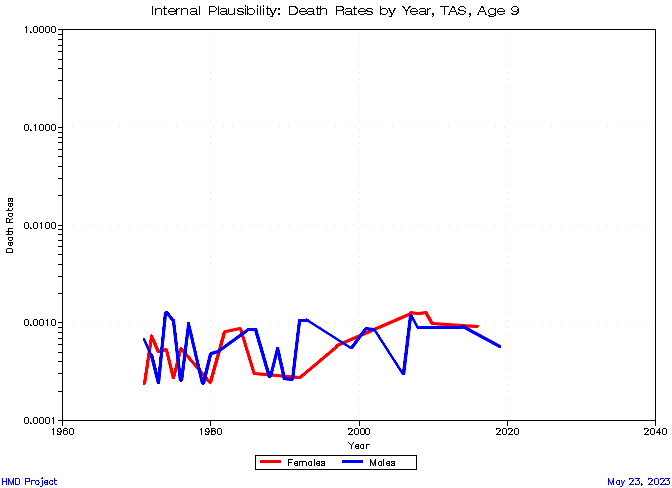 Internal Plausibility: Death Rates by Year, TAS, Age 9
1.0000
0.1000
0.0100
0.0010
0.0001
Death Rates
1960 1980 2000 2020 2040
Year
Females Males
HMD Project May 23, 2023